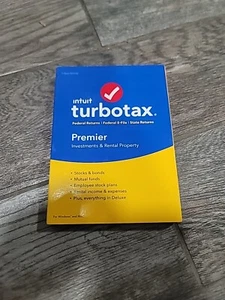 intuit
turbotax.
Federal Returns | Federal E-File | State Returns
Premier
Investments & Rental Property
• Stocks & bonds
• Mutual funds
• Employee stock plans
• Rental income & expenses
• Plus everything in Deluxe
For Windows and